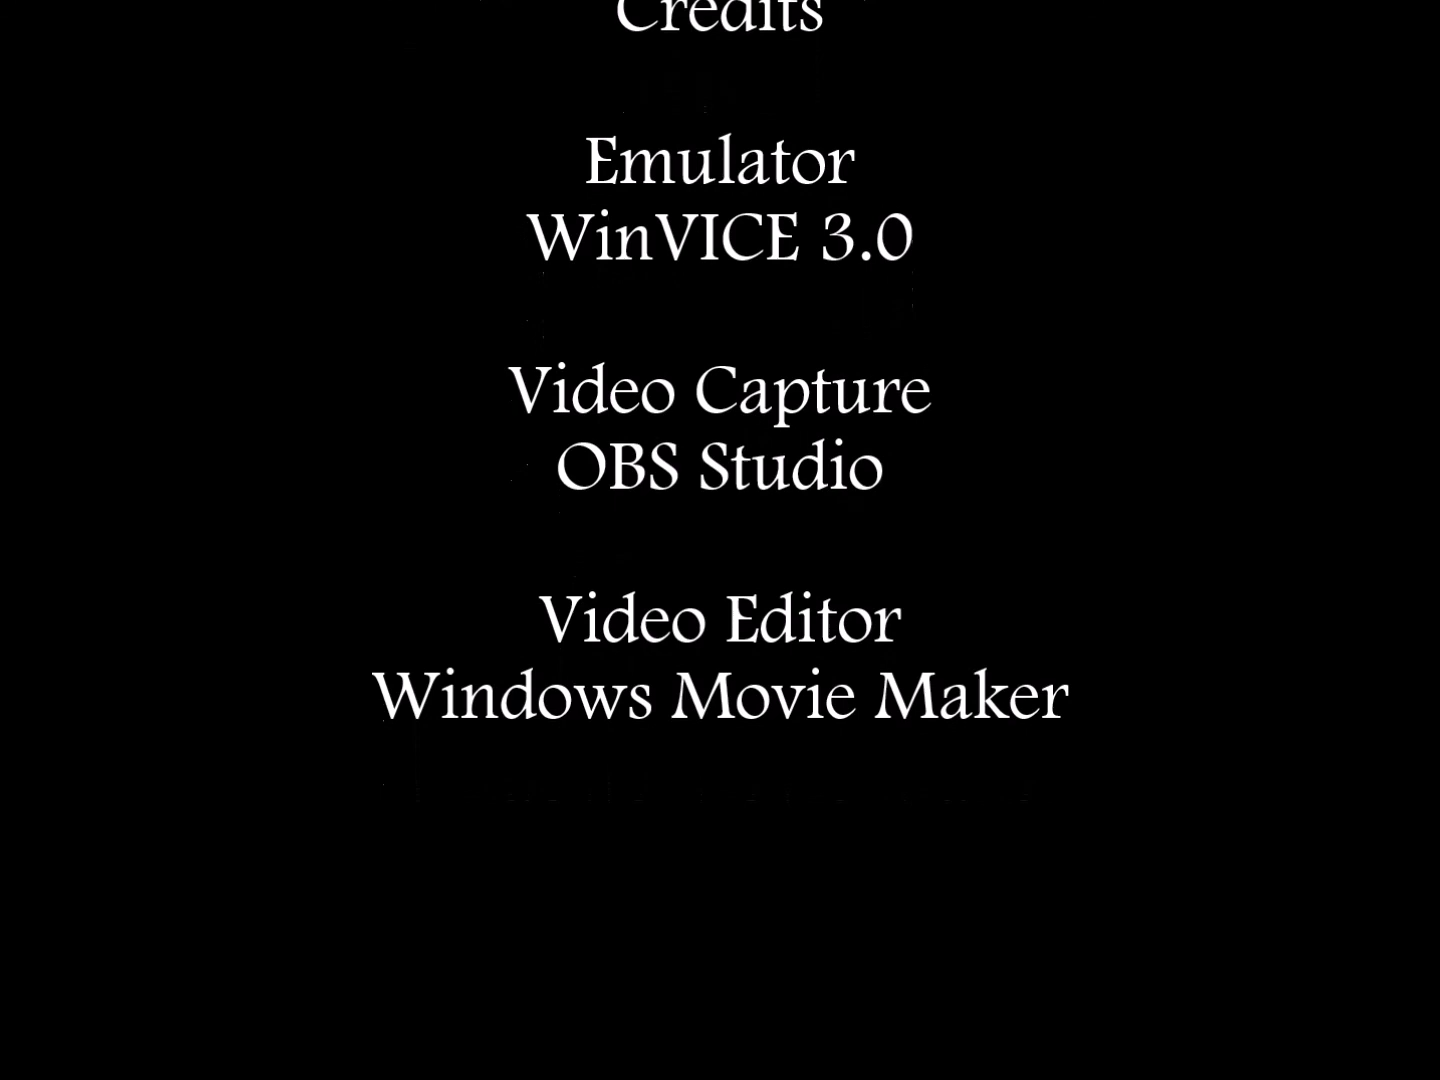 Credits
Emulator
WinVICE 3.0
Video Capture
OBS Studio
Video Editor
Windows Movie Maker